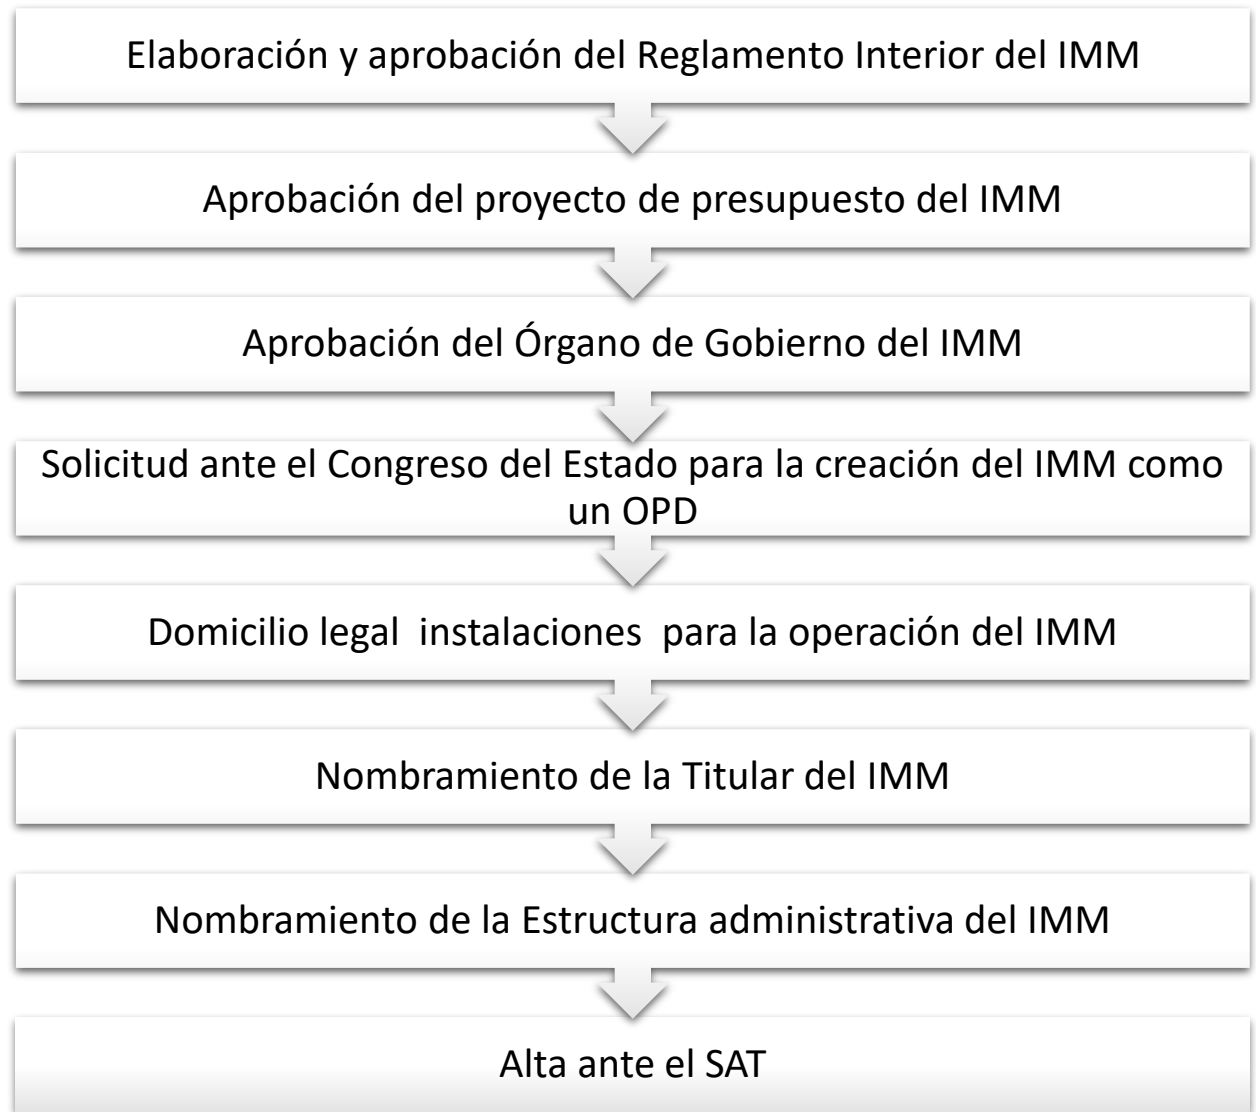 Elaboración y aprobación del Reglamento Interior del IMM
Aprobación del proyecto de presupuesto del IMM
Aprobación del Órgano de Gobierno del IMM
Solicitud ante el Congreso del Estado para la creación del IMM como
un OPD
Domicilio legal  instalaciones  para la operación del IMM
Nombramiento de la Titular del IMM
Nombramiento de la Estructura administrativa del IMM
Alta ante el SAT